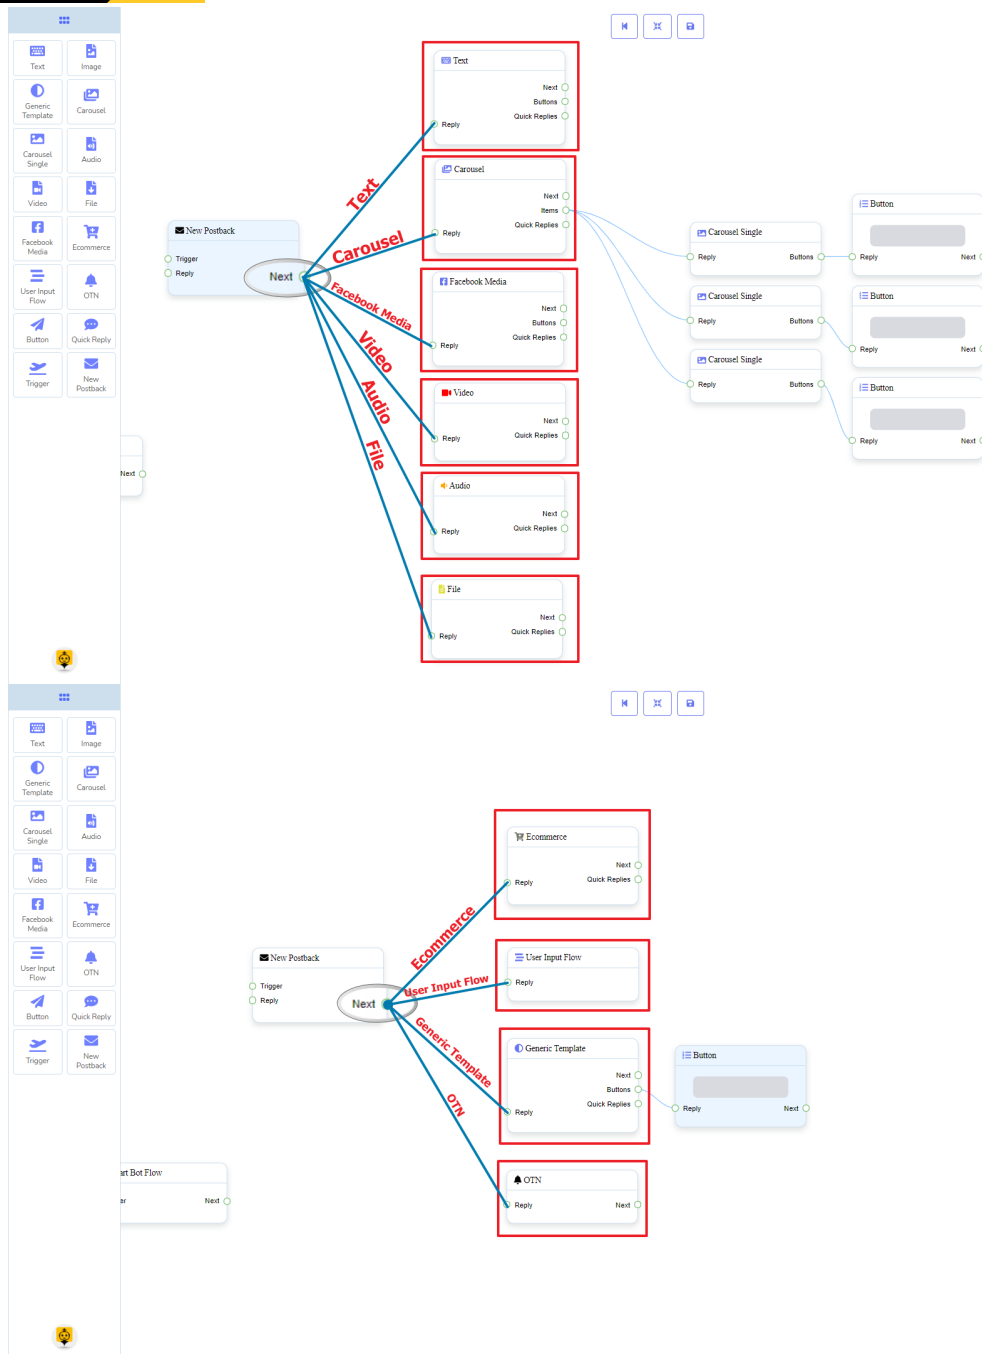 Text
Image
Generic
Template
Carousel
Carousel
Single
Audio
Video
File
Facebook
Media
Ecommerce
User Input
Flow
OTN
Button
Quick Reply
Trigger
New
Postback
Next
New Postback
Trigger
Reply
Next
Text
Carousel
Facebook Media
Video
Audio
File
Text
Next
Buttons
Quick Replies
Reply
Carousel
Next
Items
Quick Replies
Reply
Facebook Media
Next
Buttons
Quick Replies
Reply
Video
Next
Quick Replies
Reply
Audio
Next
Quick Replies
Reply
File
Next
Quick Replies
Reply
Carousel Single
Reply Buttons
Carousel Single
Reply Buttons
Carousel Single
Reply Buttons
Button
Reply Next
Button
Reply Next
Button
Reply Next
Text
Image
Generic
Template
Carousel
Carousel
Single
Audio
Video
File
Facebook
Media
Ecommerce
User Input
Flow
OTN
Button
Quick Reply
Trigger
New
Postback
art Bot Flow
er Next
New Postback
Trigger
Reply
Next
Ecommerce
User Input Flow
Generic Template
OTN
Ecommerce
Next
Quick Replies
Reply
User Input Flow
Reply
Generic Template
Next
Buttons
Quick Replies
Reply
Button
Reply Next
OTN
Reply Next